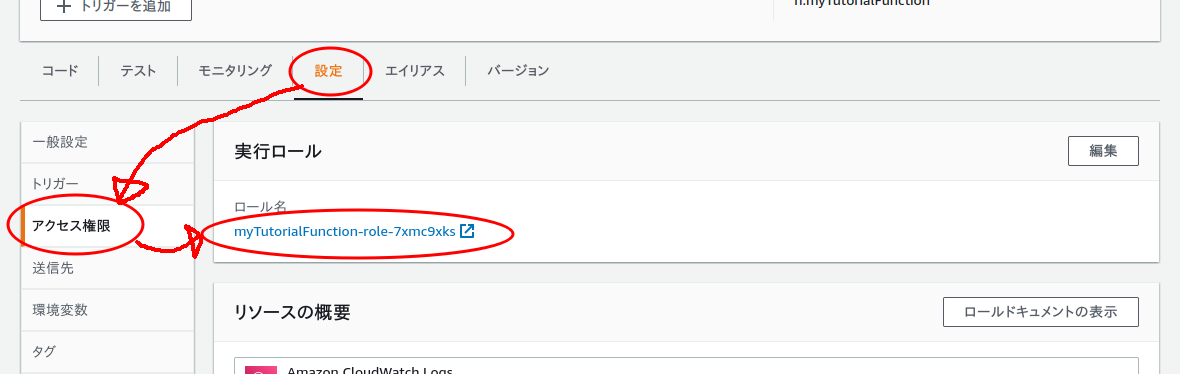 + トリガーを追加
n:myTutorialFunction
コード テスト モニタリング 設定 エイリアス バージョン
一般設定
トリガー
アクセス権限
送信先
環境変数
タグ
実行ロール
編集
ロール名
myTutorialFunction-role-7xmc9xks
リソースの概要
ロールドキュメントの表示
Amazon CloudWatch Logs